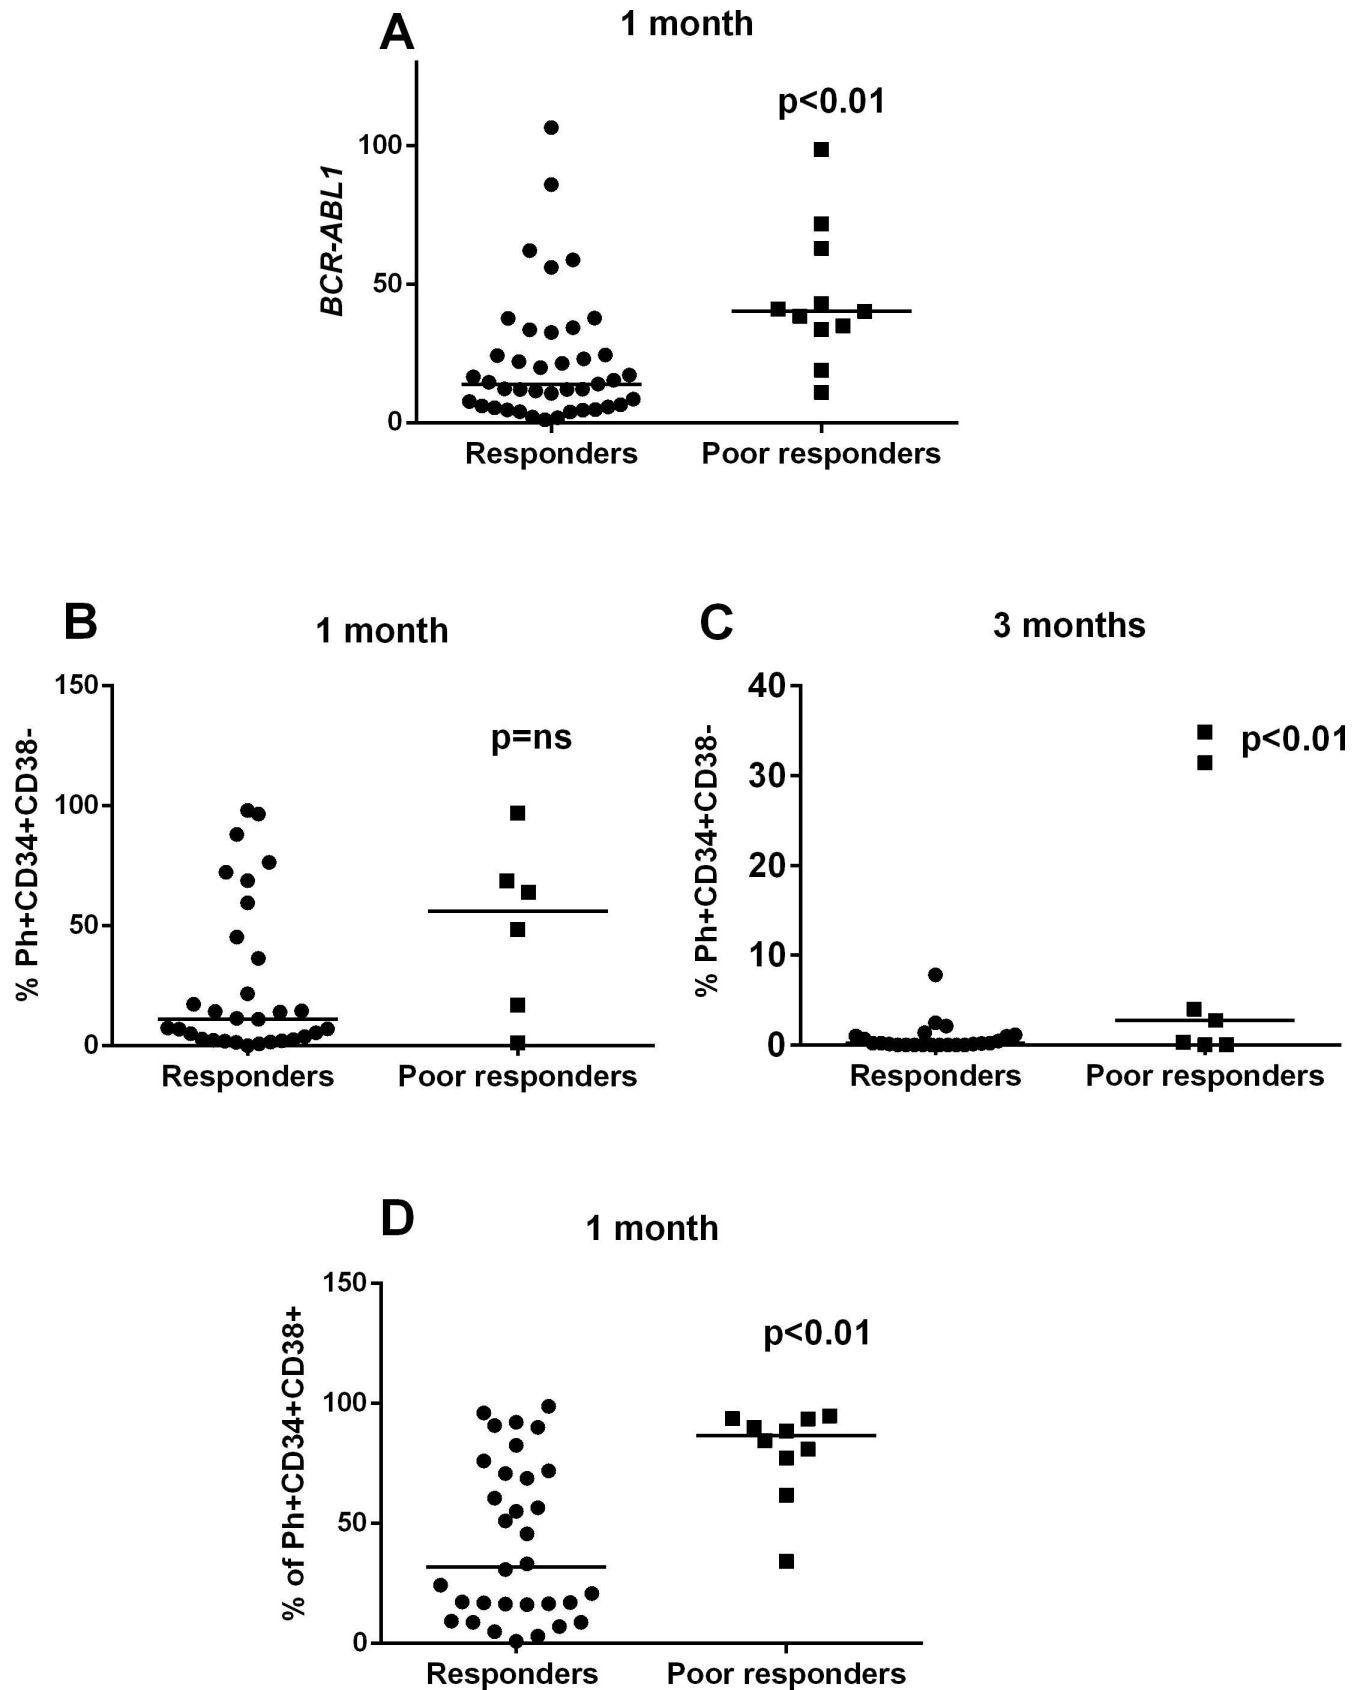 A
1 month
p<0.01
BCR-ABL1
100
50
0
Responders
Poor responders
B
1 month
p=ns
% Ph+CD34+CD38-
150
100
50
0
Responders
Poor responders
C
3 months
p<0.01
% Ph+CD34+CD38-
40
30
20
10
0
Responders
Poor responders
D
1 month
p<0.01
% of Ph+CD34+CD38+
150
100
50
0
Responders
Poor responders